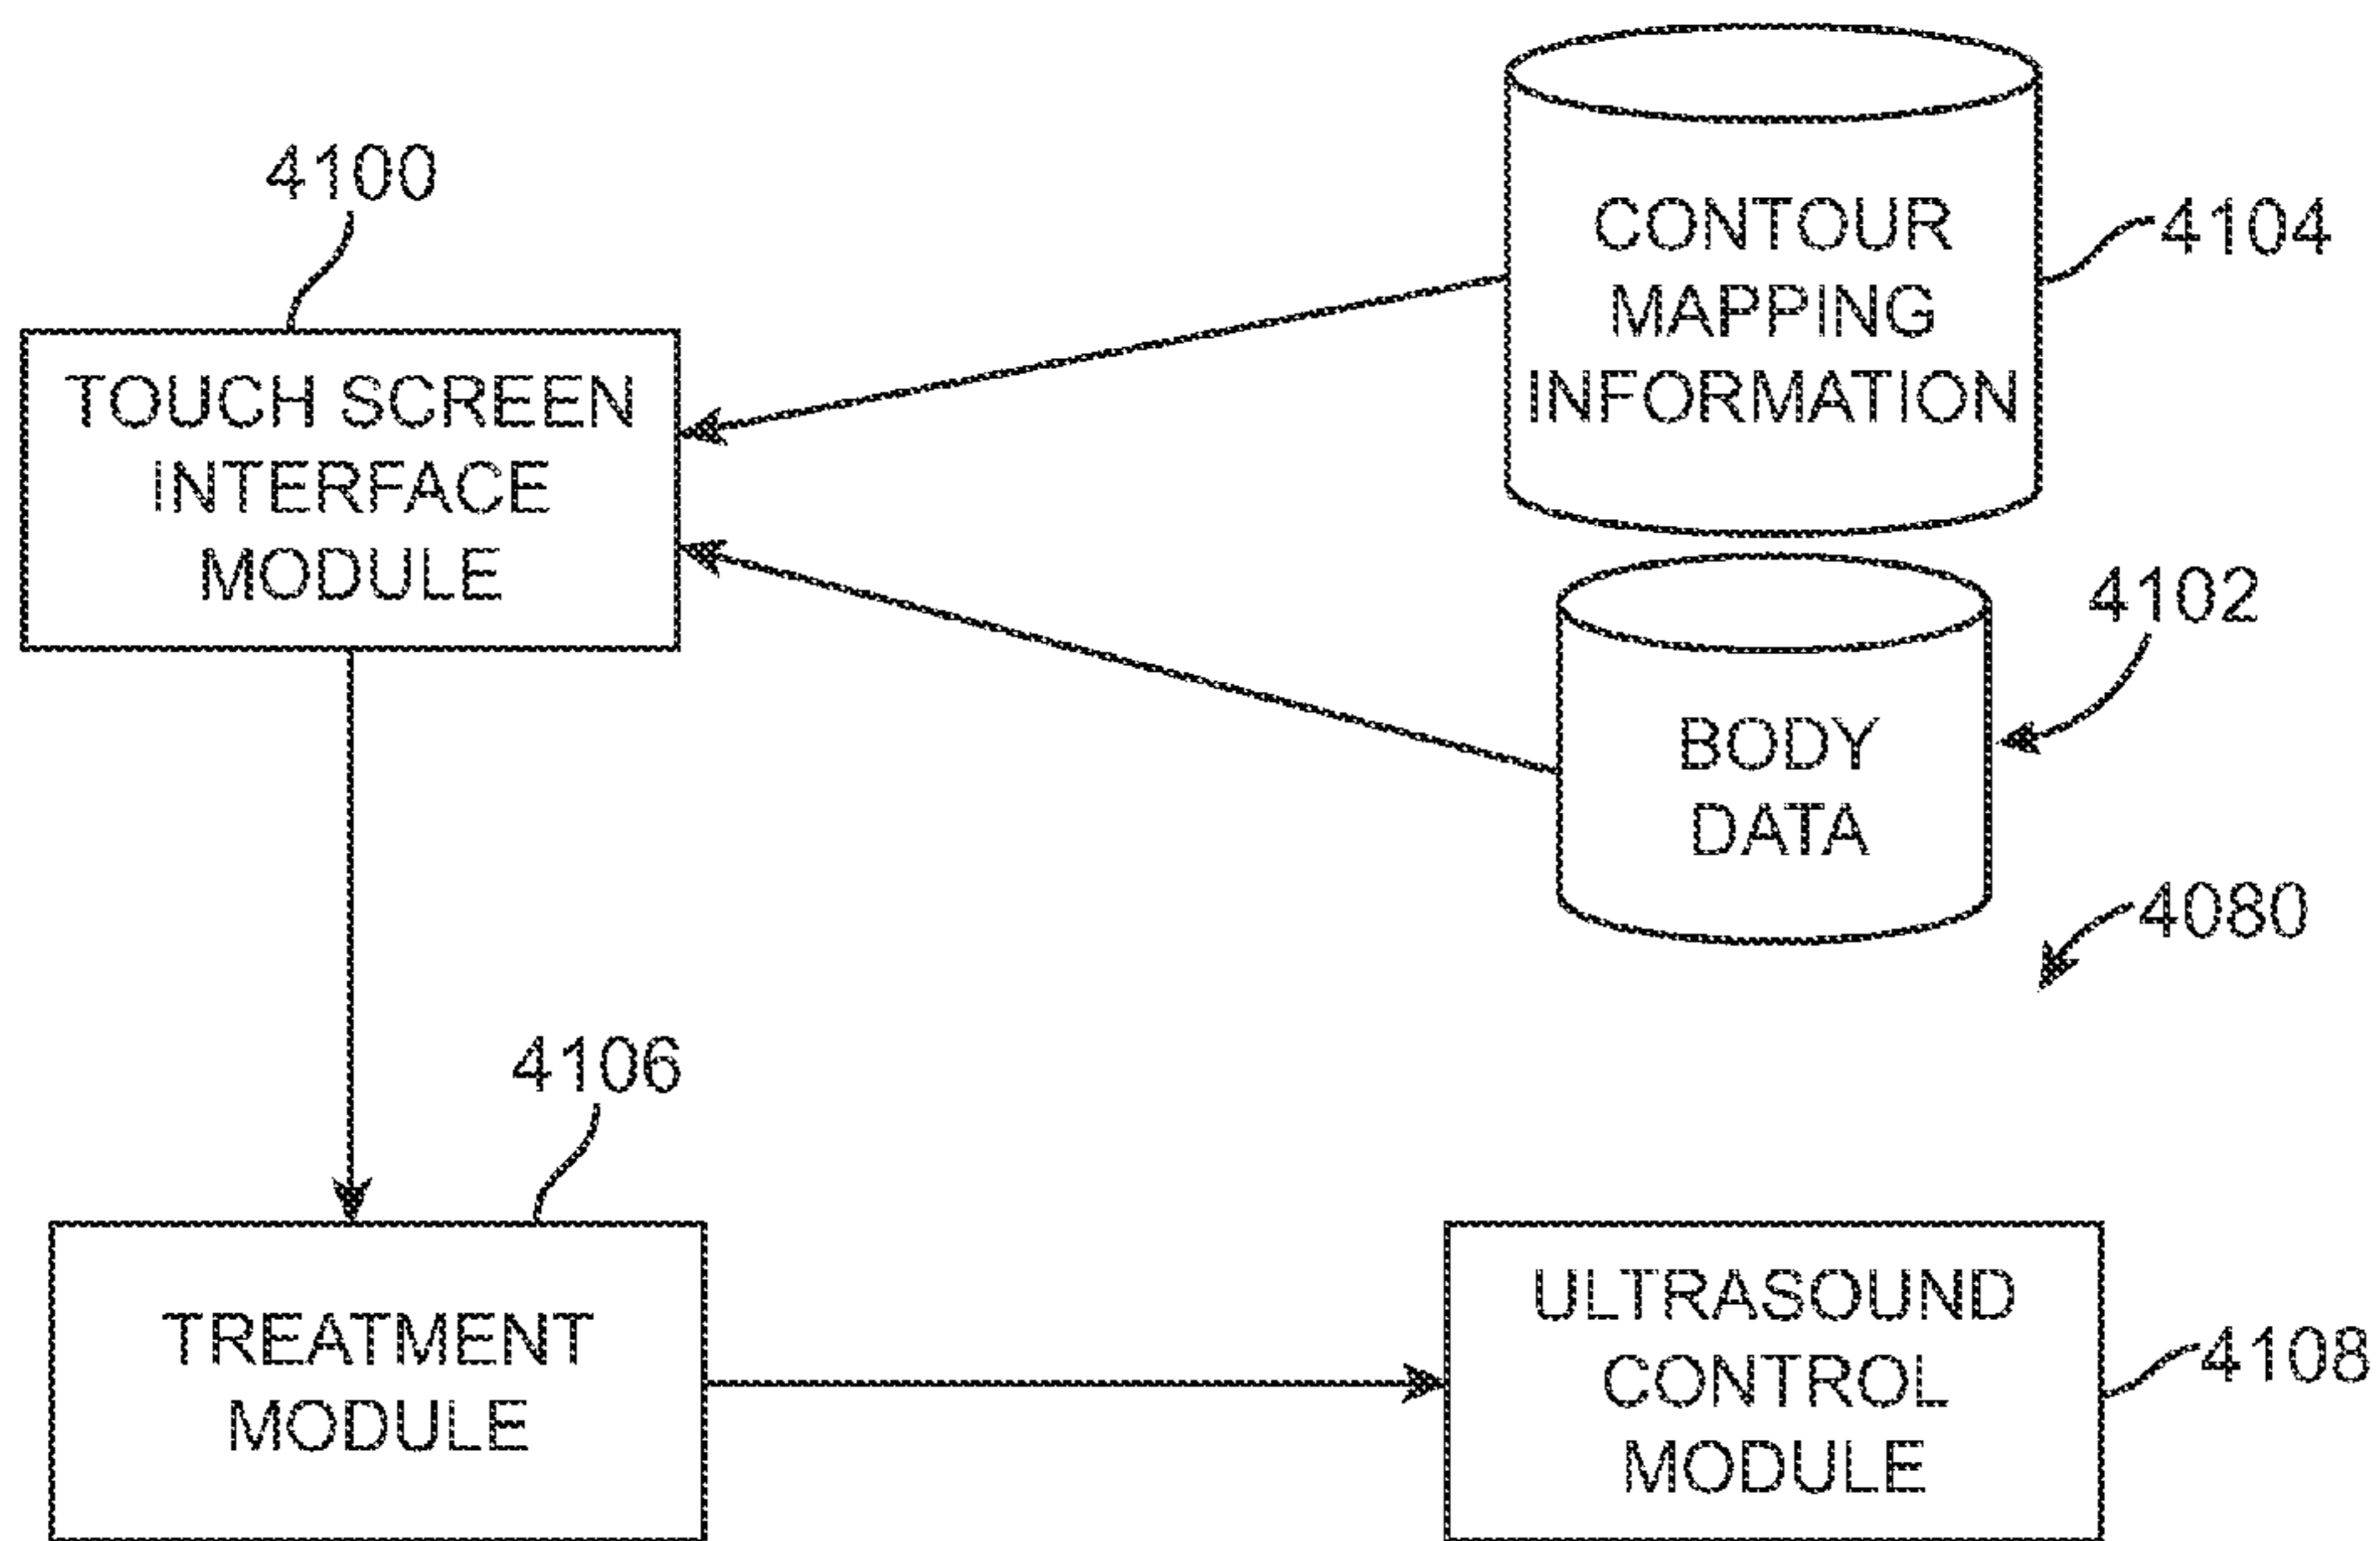 4100
TOUCH SCREEN
INTERFACE
MODULE
CONTOUR
MAPPING
INFORMATION
4104
4102
BODY
DATA
4080
4106
TREATMENT
MODULE
ULTRASOUND
CONTROL
MODULE
4108